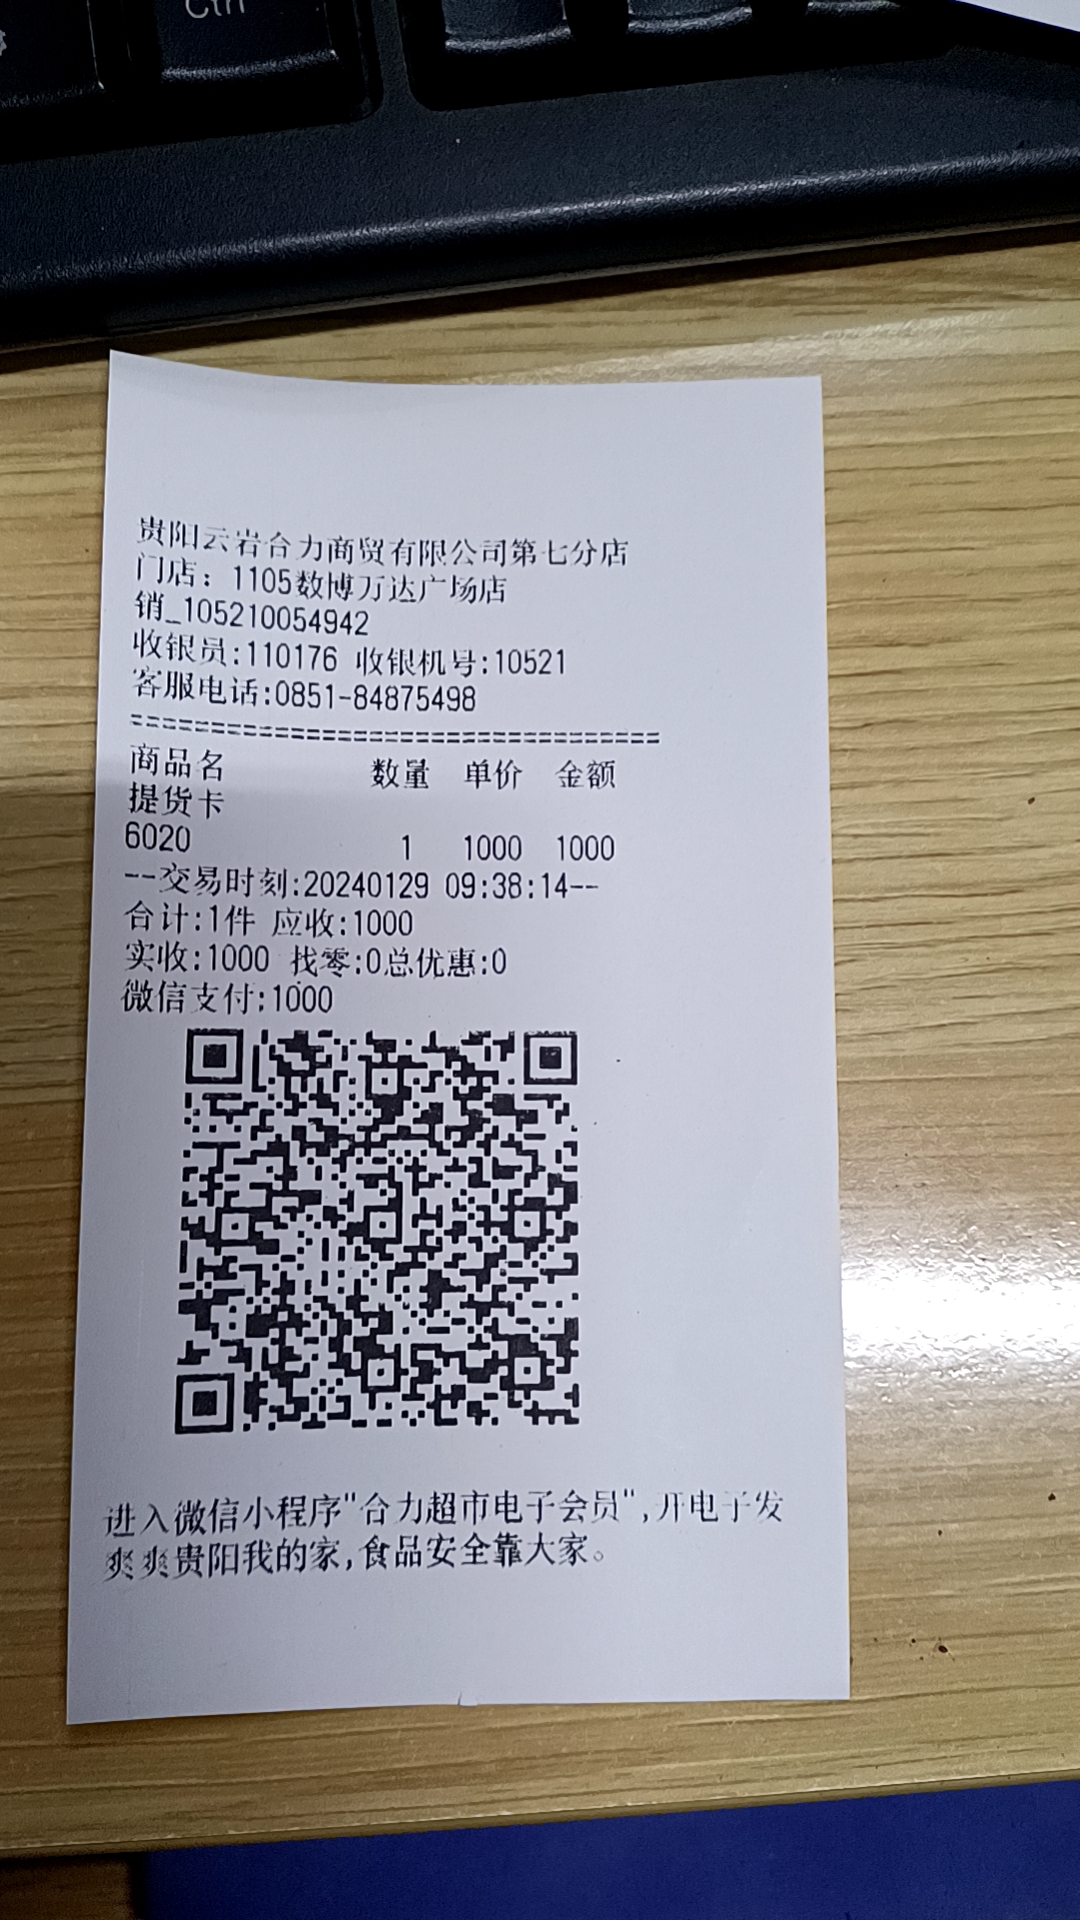 Ctrl
贵阳云岩合力商贸有限公司第七分店
门店：1105数博万达广场店
销_105210054942
收银员:110176 收银机号:10521
客服电话:0851-84875498
=================================
商品名 数量 单价 金额
提货卡
6020 1 1000 1000
--交易时刻:20240129 09:38:14--
合计:1件 应收:1000
实收:1000 找零:0总优惠:0
微信支付:1000
进入微信小程序"合力超市电子会员",开电子发
爽爽贵阳我的家,食品安全靠大家。